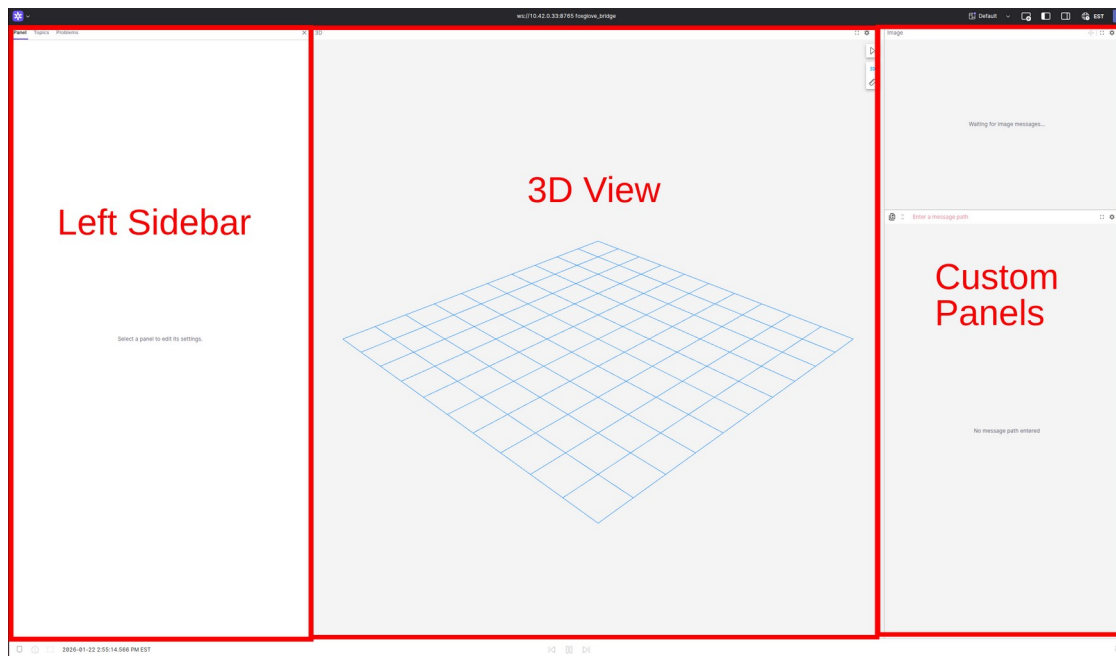 ws://10.42.0.33:8765 foxglove_bridge
Default
EST
Panel Topics Problems
3D
Image
3D
Waiting for image messages...
Left Sidebar
3D View
Enter a message path
Custom
Panels
Select a panel to edit its settings.
No message path entered
2026-01-22 2:55:14.566 PM EST